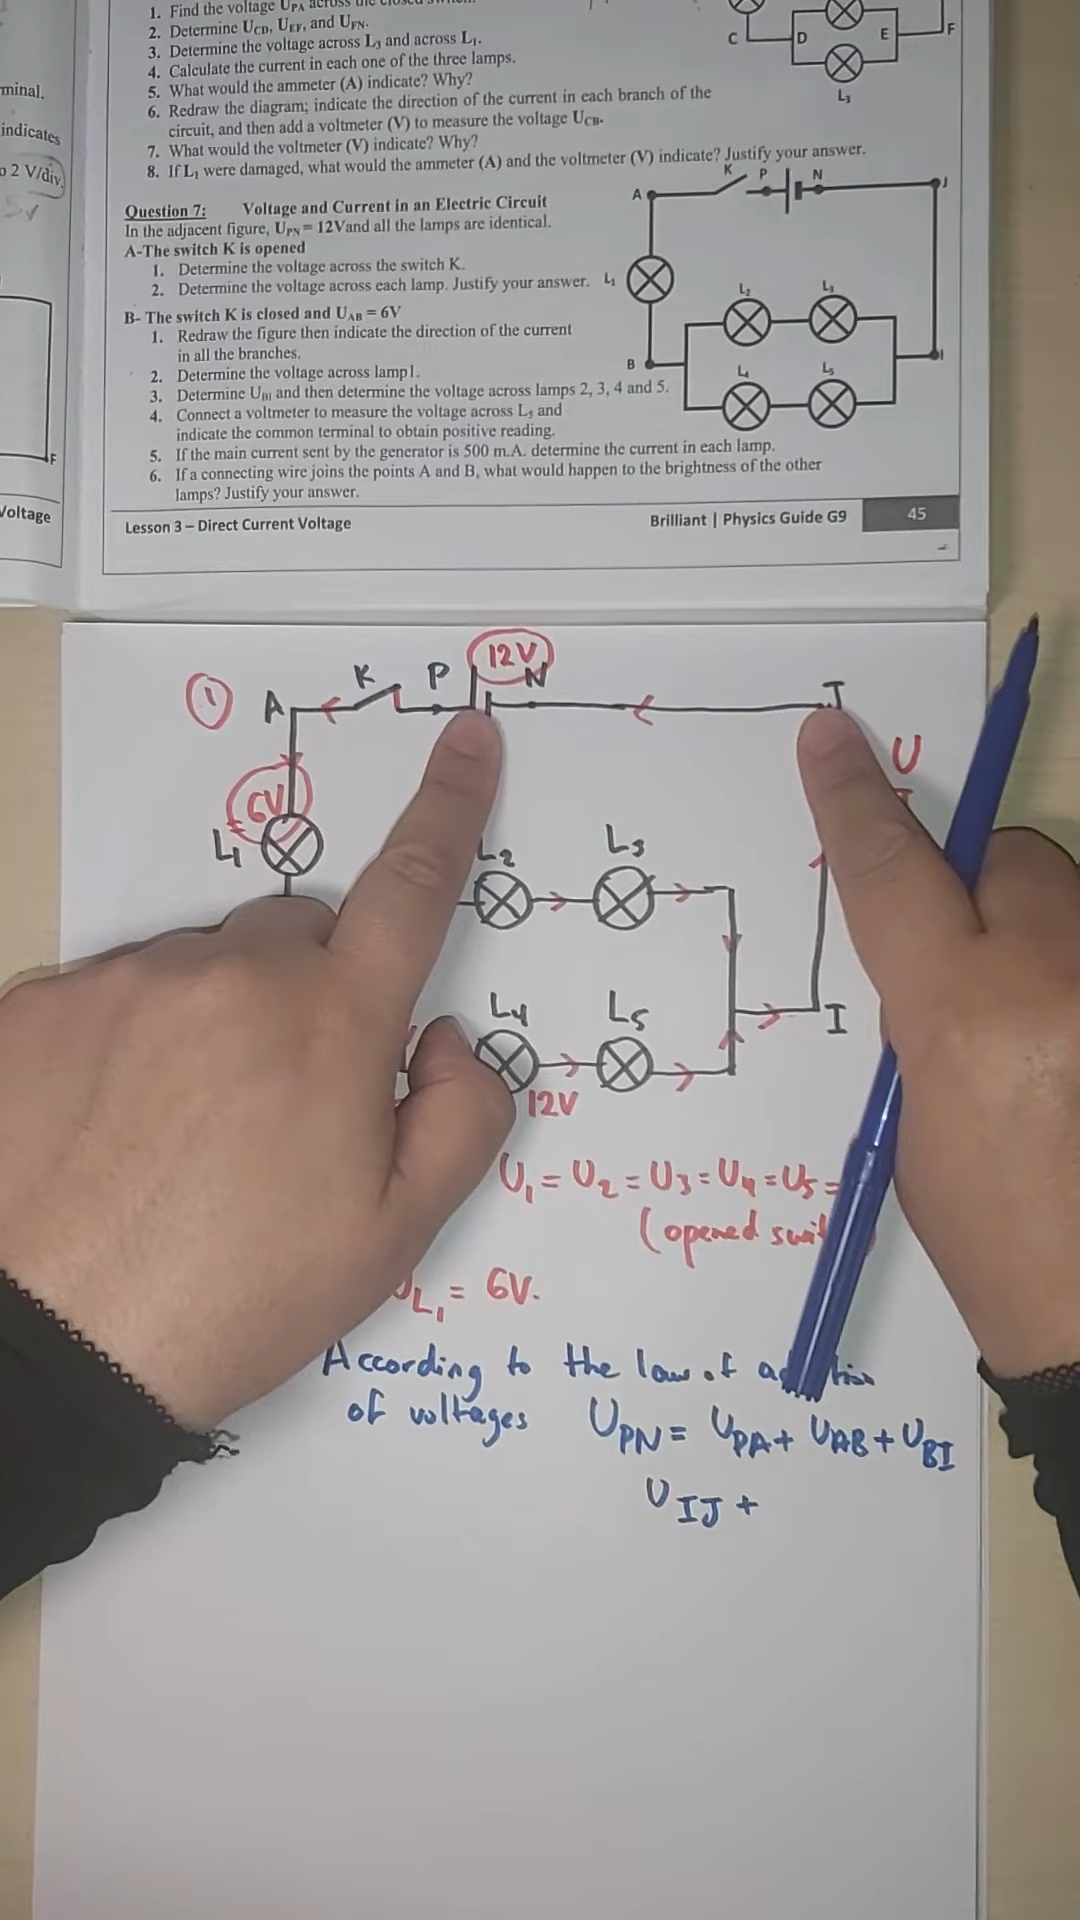 1. Find the voltage UPA across the closed switch.
2. Determine UCD, UEF, and UFN.
3. Determine the voltage across L3 and across L1.
4. Calculate the current in each one of the three lamps.
5. What would the ammeter (A) indicate? Why?
6. Redraw the diagram; indicate the direction of the current in each branch of the
circuit, and then add a voltmeter (V) to measure the voltage UCB.
7. What would the voltmeter (V) indicate? Why?
8. If L1 were damaged, what would the ammeter (A) and the voltmeter (V) indicate? Justify your answer.
C D E F
L3
minal.
indicates
2 V/div.
F
Voltage
Question 7: Voltage and Current in an Electric Circuit
In the adjacent figure, UPN = 12Vand all the lamps are identical.
A-The switch K is opened
1. Determine the voltage across the switch K.
2. Determine the voltage across each lamp. Justify your answer.
B- The switch K is closed and UAB = 6V
1. Redraw the figure then indicate the direction of the current
in all the branches.
2. Determine the voltage across lamp1.
3. Determine UBI and then determine the voltage across lamps 2, 3, 4 and 5.
4. Connect a voltmeter to measure the voltage across L5 and
indicate the common terminal to obtain positive reading.
5. If the main current sent by the generator is 500 m.A. determine the current in each lamp.
6. If a connecting wire joins the points A and B, what would happen to the brightness of the other
lamps? Justify your answer.
A K P N J
L1 L2 L3
B L4 L5 I
Lesson 3 – Direct Current Voltage
Brilliant | Physics Guide G9 45
1 A K P 12V N J
U
6V
L1 L2 L3
L4 L5 I
12V
U1 = U2 = U3 = U4 = U5 =
(opened
UL1 = 6V.
According to the law of
of voltages UPN = UPA + UAB + UBI
UIJ +